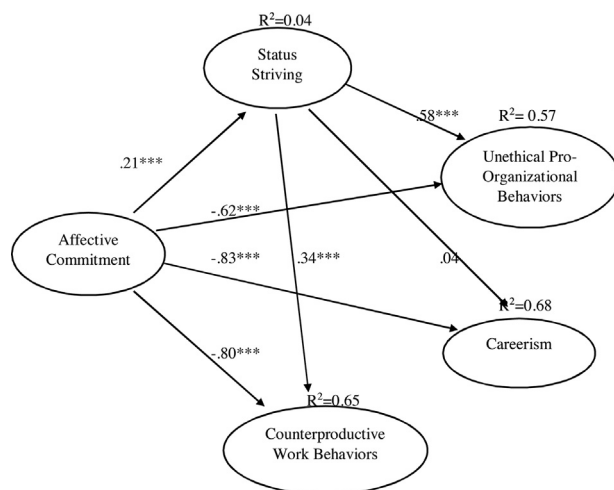 R²=0.04
Status
Striving
.58***
R²= 0.57
Unethical Pro-
Organizational
Behaviors
.21***
-.62***
Affective
Commitment
-.83***
.34***
.04
R²=0.68
Careerism
-.80***
R²=0.65
Counterproductive
Work Behaviors